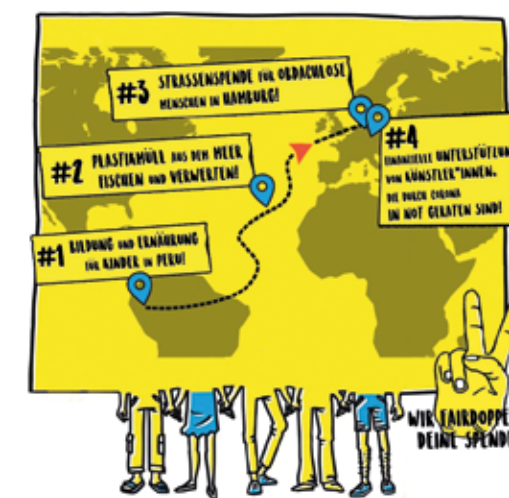 #3 STRASSENSPENDE FÜR OBDACHLOSE
MENSCHEN IN HAMBURG!
#4
FINANZIELLE UNTERSTÜTZUN
VON KÜNSTLER*INNEN,
DIE DURCH CORONA
IN NOT GERATEN SIND!
#2 PLASTIKMÜLL AUS DEM MEER
FISCHEN UND VERWERTEN!
#1 BILDUNG UND ERNÄHRUNG
FÜR KINDER IN PERU!
WIR FAIRDOPPE
DEINE SPEND